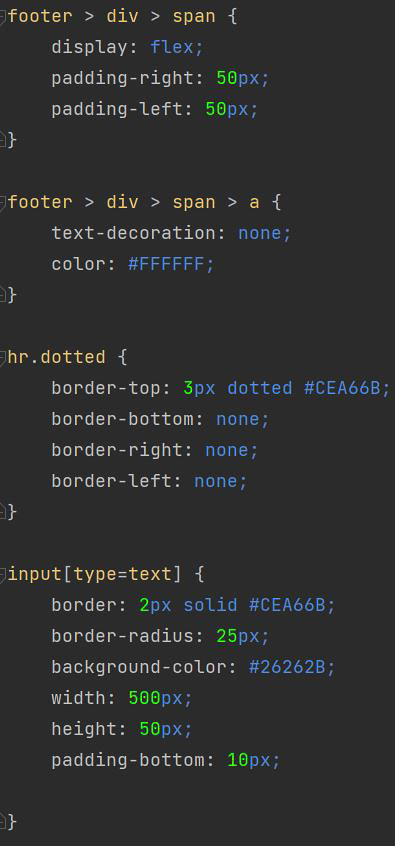 footer > div > span {
    display: flex;
    padding-right: 50px;
    padding-left: 50px;
}

footer > div > span > a {
    text-decoration: none;
    color: #FFFFFF;
}

hr.dotted {
    border-top: 3px dotted #CEA66B;
    border-bottom: none;
    border-right: none;
    border-left: none;
}

input[type=text] {
    border: 2px solid #CEA66B;
    border-radius: 25px;
    background-color: #26262B;
    width: 500px;
    height: 50px;
    padding-bottom: 10px;

}